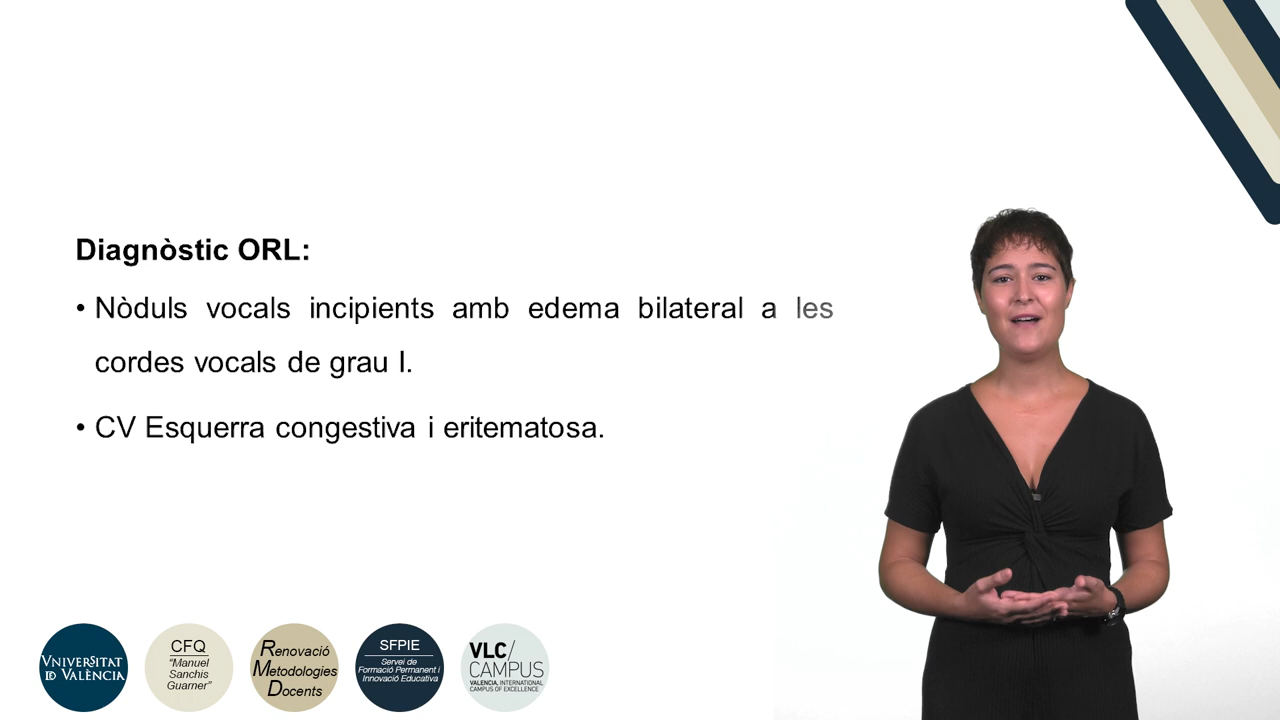 Diagnòstic ORL:
• Nòduls vocals incipients amb edema bilateral a les
cordes vocals de grau I.
• CV Esquerra congestiva i eritematosa.
VNIVERSITAT
ID VALÈNCIA
CFQ
"Manuel
Sanchis
Guarner"
Renovació
Metodologies
Docents
SFPIE
Servei de
Formació Permanent i
Innovació Educativa
VLC/
CAMPUS
VALENCIA, INTERNATIONAL
CAMPUS OF EXCELLENCE